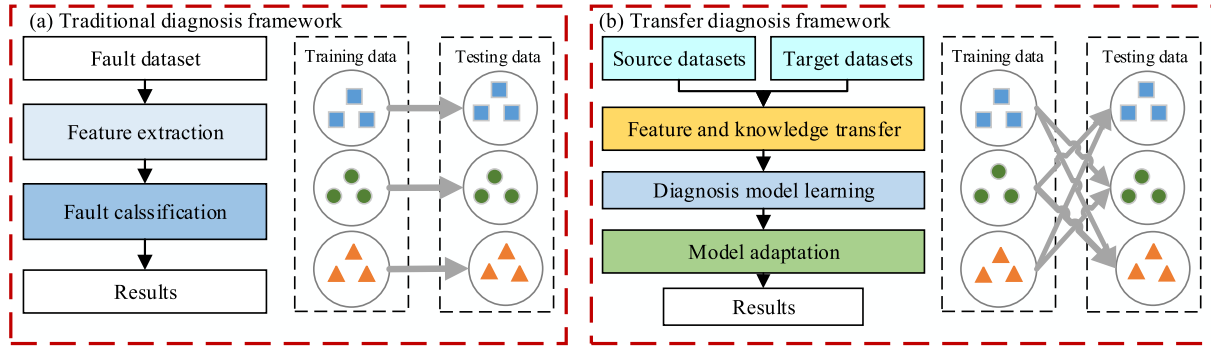 (a) Traditional diagnosis framework
Fault dataset
Feature extraction
Fault calssification
Results
Training data
Testing data
(b) Transfer diagnosis framework
Source datasets
Target datasets
Feature and knowledge transfer
Diagnosis model learning
Model adaptation
Results
Training data
Testing data